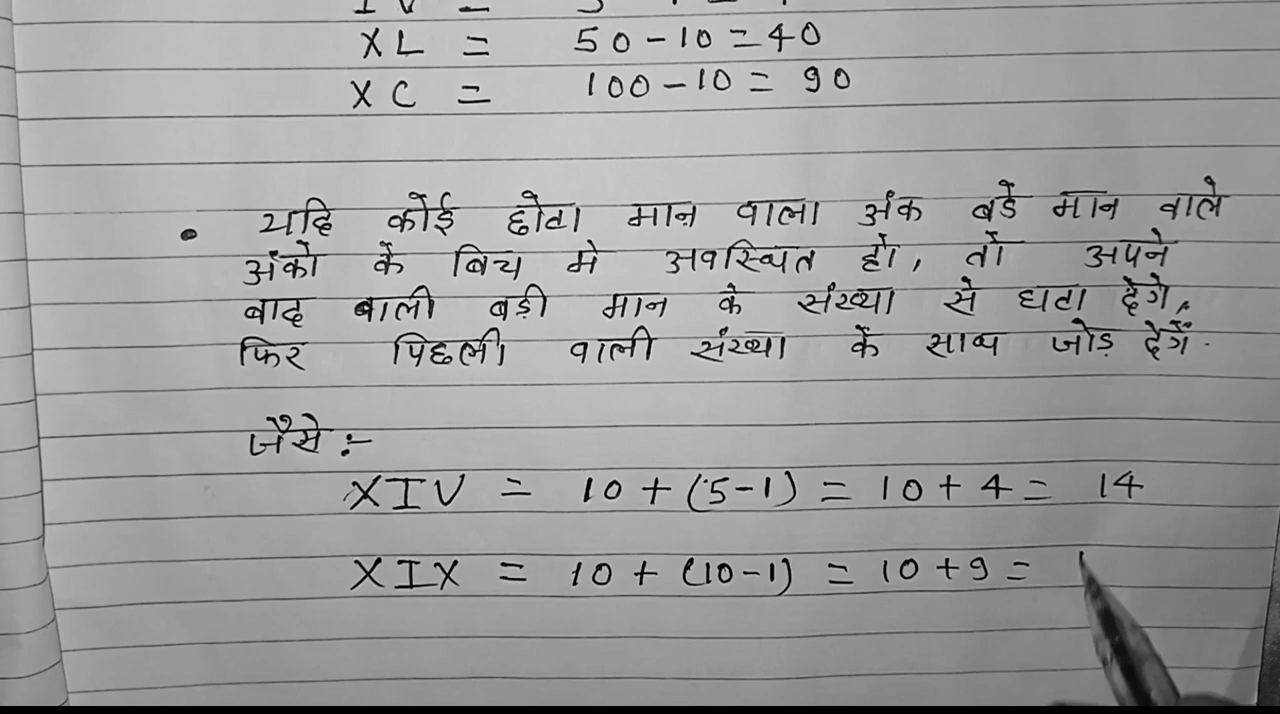 XL = 50-10=40
XC = 100-10= 90
• यदि कोई छोटा मान वाला अंक बडे मान वाले
अंको के बिच मे अवस्थित हो, तो अपने
बाद वाली बड़ी मान के संख्या से घटा देगे,
फिर पिछली वाली संख्या के साथ जोड़ देगें.
जैसे :-
XIV = 10+(5-1) = 10+4= 14
XIX = 10+(10-1) = 10+9=